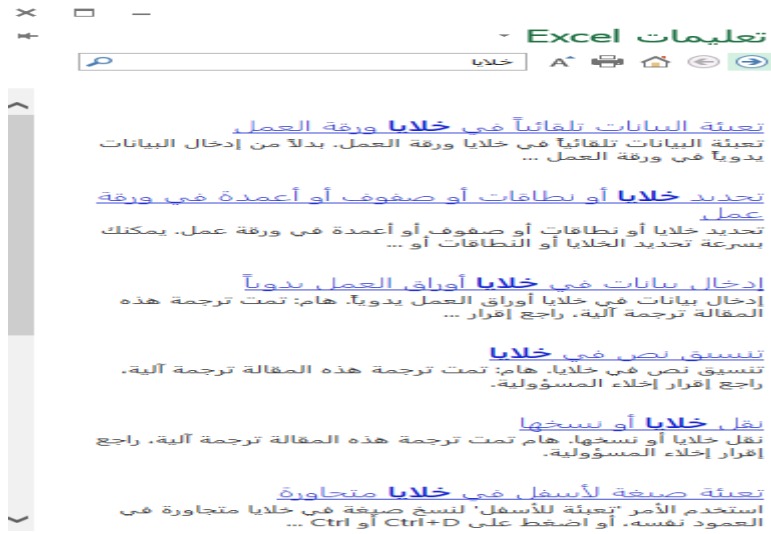 تعليمات Excel
خلايا
تعبئة البيانات تلقائياً في خلايا ورقة العمل
تعبئة البيانات تلقائياً في خلايا ورقة العمل. بدلاً من إدخال البيانات
يدوياً في ورقة العمل ...
تحديد خلايا أو نطاقات أو صفوف أو أعمدة في ورقة
عمل
تحديد خلايا أو نطاقات أو صفوف أو أعمدة في ورقة عمل. يمكنك
بسرعة تحديد الخلايا أو النطاقات أو ...
إدخال بيانات في خلايا أوراق العمل يدوياً
إدخال بيانات في خلايا أوراق العمل يدوياً. هام: تمت ترجمة هذه
المقالة ترجمة آلية. راجع إقرار ...
تنسيق نص في خلايا
تنسيق نص في خلايا. هام: تمت ترجمة هذه المقالة ترجمة آلية.
راجع إقرار إخلاء المسؤولية.
نقل خلايا أو نسخها
نقل خلايا أو نسخها. هام تمت ترجمة هذه المقالة ترجمة آلية. راجع
إقرار إخلاء المسؤولية.
تعبئة صيغة لأسفل في خلايا متجاورة
استخدم الأمر "تعبئة للأسفل" لنسخ صيغة في خلايا متجاورة في
العمود نفسه، أو اضغط على Ctrl+D أو Ctrl ...